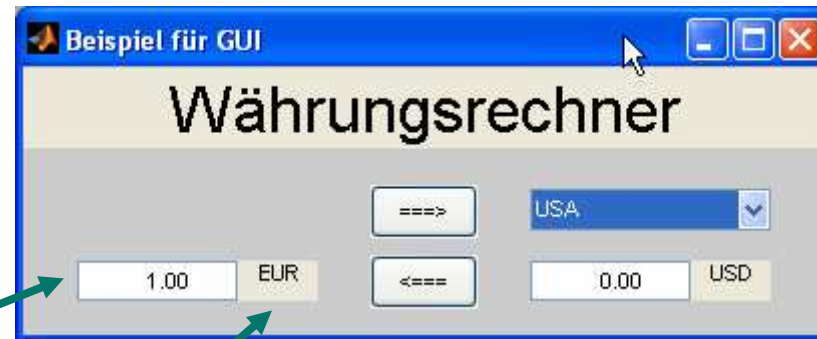 Beispiel für GUI
Währungsrechner
===> USA
1.00 EUR <=== 0.00 USD